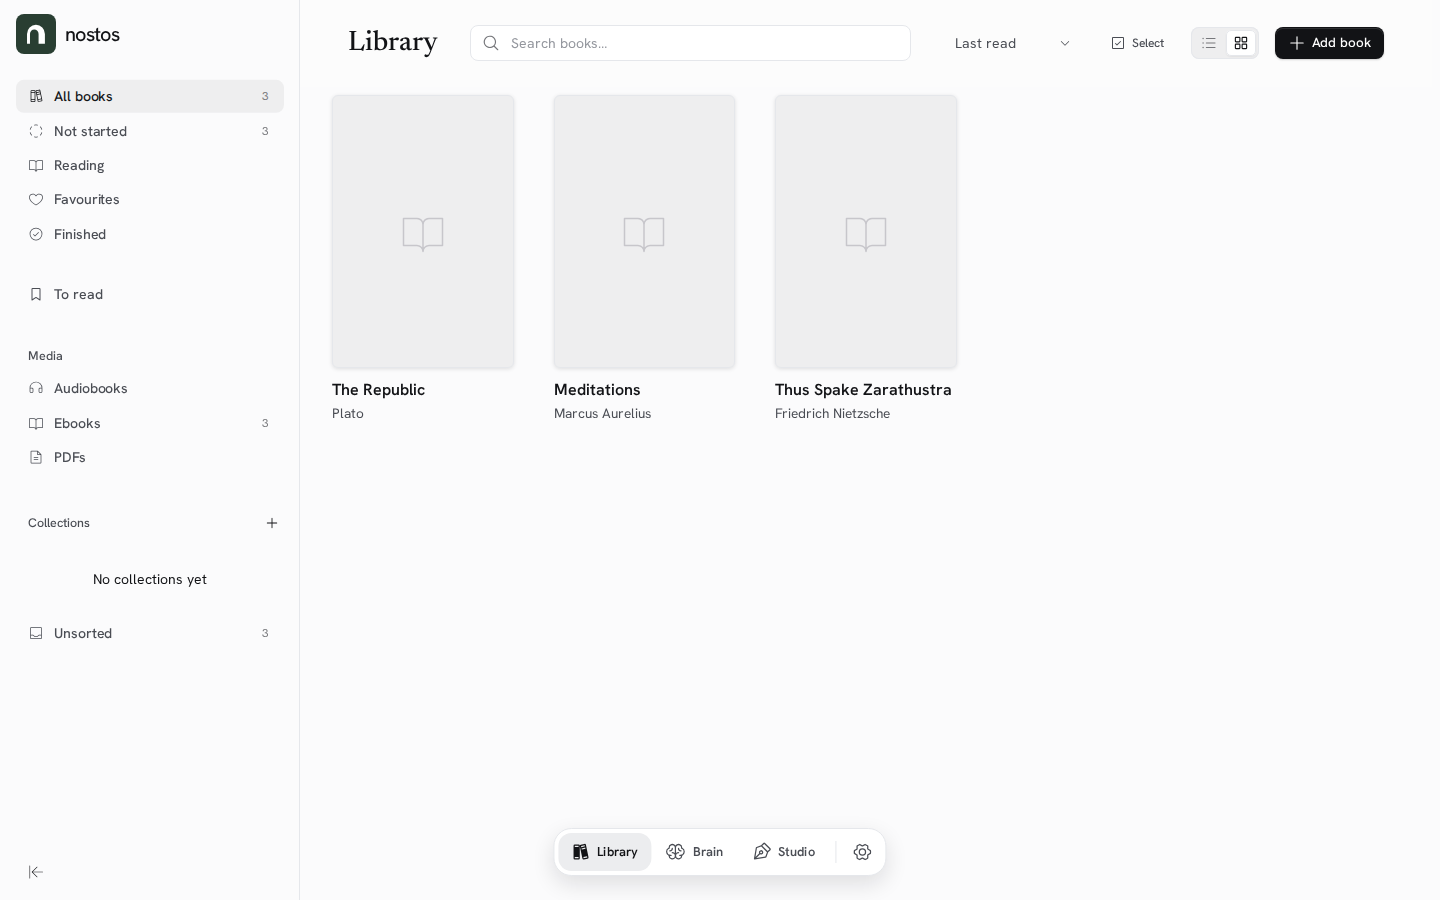 nostos
All books 3
Not started 3
Reading
Favourites
Finished
To read
Media
Audiobooks
Ebooks 3
PDFs
Collections
No collections yet
Unsorted 3
Library
Search books...
Last read
Select
Add book
The Republic
Plato
Meditations
Marcus Aurelius
Thus Spake Zarathustra
Friedrich Nietzsche
Library
Brain
Studio